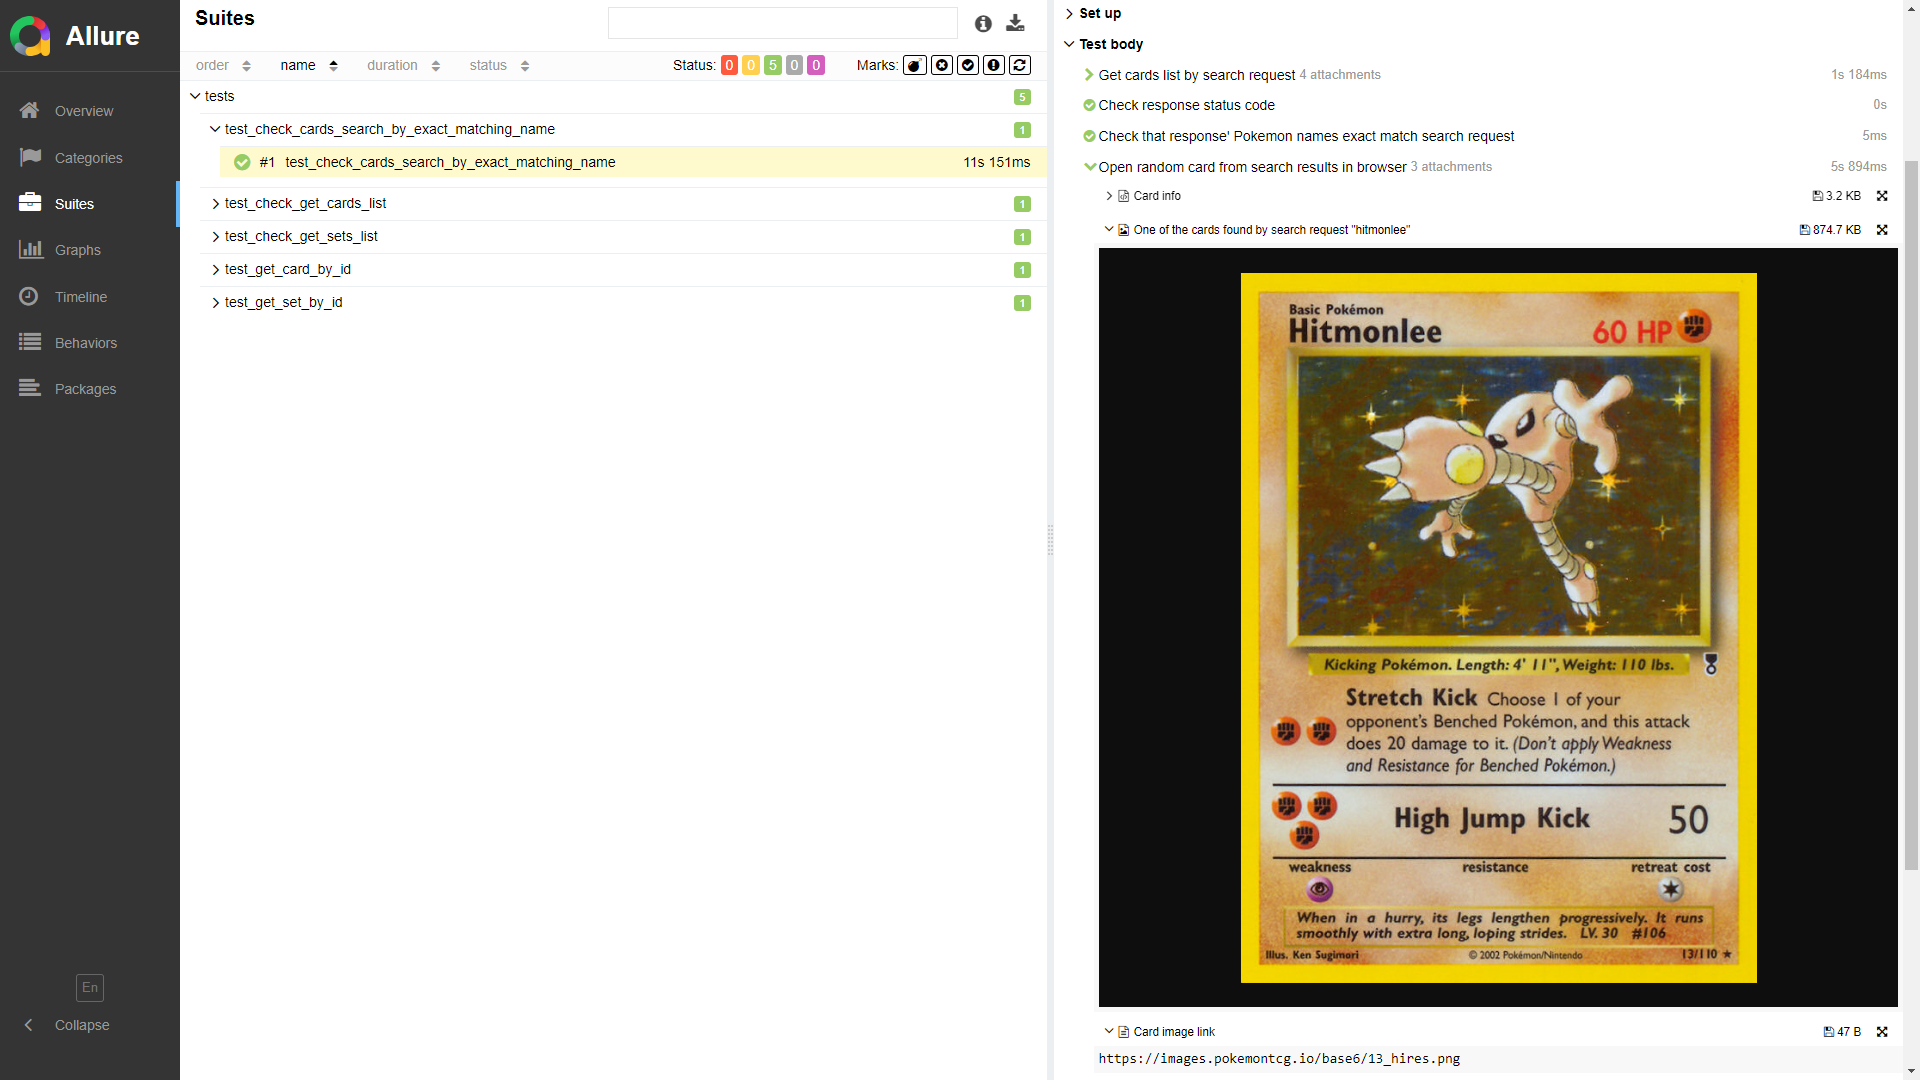 Allure
Overview
Categories
Suites
Graphs
Timeline
Behaviors
Packages
En
Collapse
Suites
order name duration status Status: 0 0 5 0 0 Marks:
tests 5
test_check_cards_search_by_exact_matching_name 1
#1 test_check_cards_search_by_exact_matching_name 11s 151ms
test_check_get_cards_list 1
test_check_get_sets_list 1
test_get_card_by_id 1
test_get_set_by_id 1
Set up
Test body
Get cards list by search request 4 attachments 1s 184ms
Check response status code 0s
Check that response' Pokemon names exact match search request 5ms
Open random card from search results in browser 3 attachments 5s 894ms
Card info 3.2 KB
One of the cards found by search request "hitmonlee" 874.7 KB
Basic Pokémon
Hitmonlee 60 HP
Kicking Pokémon. Length: 4' 11", Weight: 110 lbs.
Stretch Kick Choose 1 of your
opponent's Benched Pokémon, and this attack
does 20 damage to it. (Don't apply Weakness
and Resistance for Benched Pokémon.)
High Jump Kick 50
weakness resistance retreat cost
When in a hurry, its legs lengthen progressively. It runs
smoothly with extra long, loping strides. LV. 30 #106
Illus. Ken Sugimori © 2002 Pokémon/Nintendo 13/110 ★
Card image link 47 B
https://images.pokemontcg.io/base6/13_hires.png